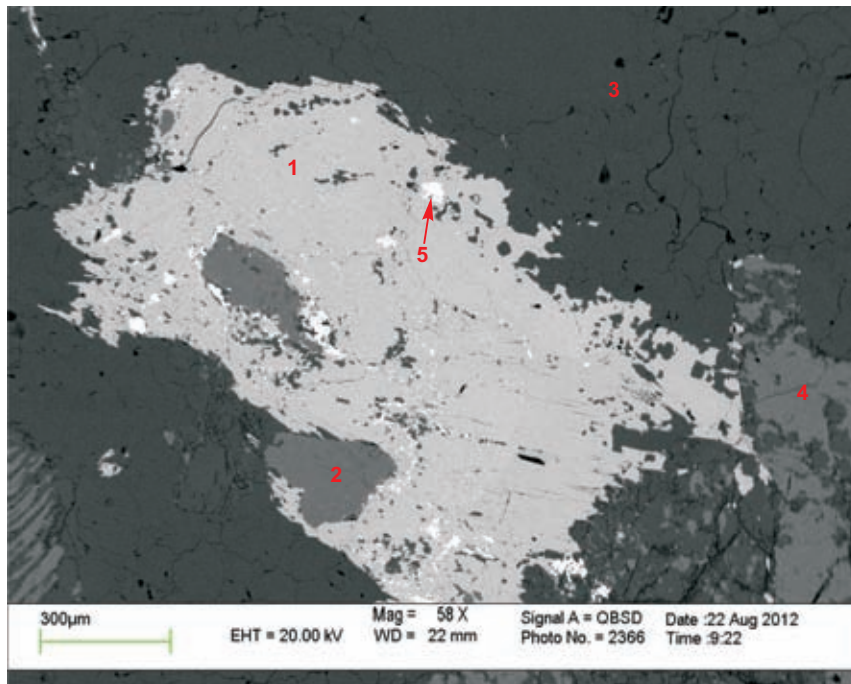 3
1
5
4
2
300µm
Mag = 58 X
Signal A = QBSD
Date :22 Aug 2012
EHT = 20.00 kV
WD = 22 mm
Photo No. = 2366
Time :9:22